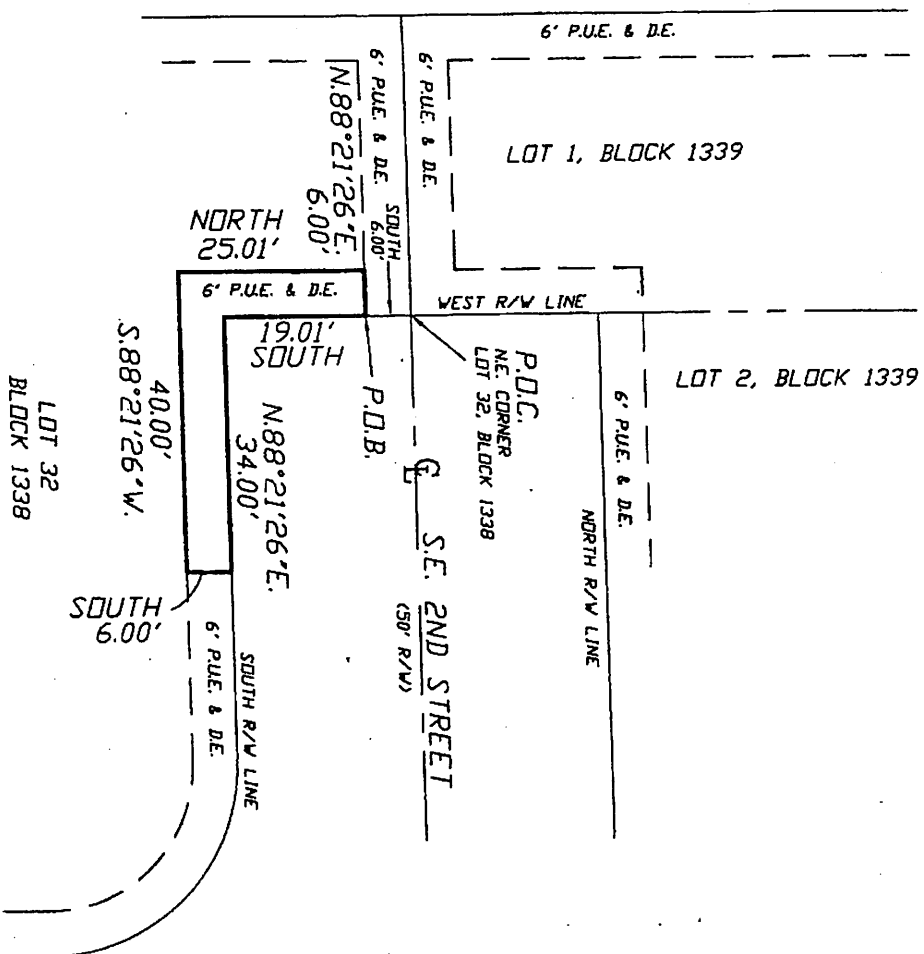 6' P.U.E. & D.E.
6' P.U.E. & D.E.
6' P.U.E. & D.E.
LOT 1, BLOCK 1339
N.88°21'26"E.
6.00'
SOUTH
6.00'
NORTH
25.01'
6' P.U.E. & D.E.
WEST R/W LINE
19.01'
SOUTH
P.O.C.
N.E. CORNER
LOT 32, BLOCK 1338
LOT 2, BLOCK 1339
P.O.B.
6' P.U.E. & D.E.
40.00'
S.88°21'26"W.
N.88°21'26"E.
34.00'
LOT 32
BLOCK 1338
CL
S.E. 2ND STREET
(50' R/W)
NORTH R/W LINE
SOUTH
6.00'
6' P.U.E. & D.E.
SOUTH R/W LINE